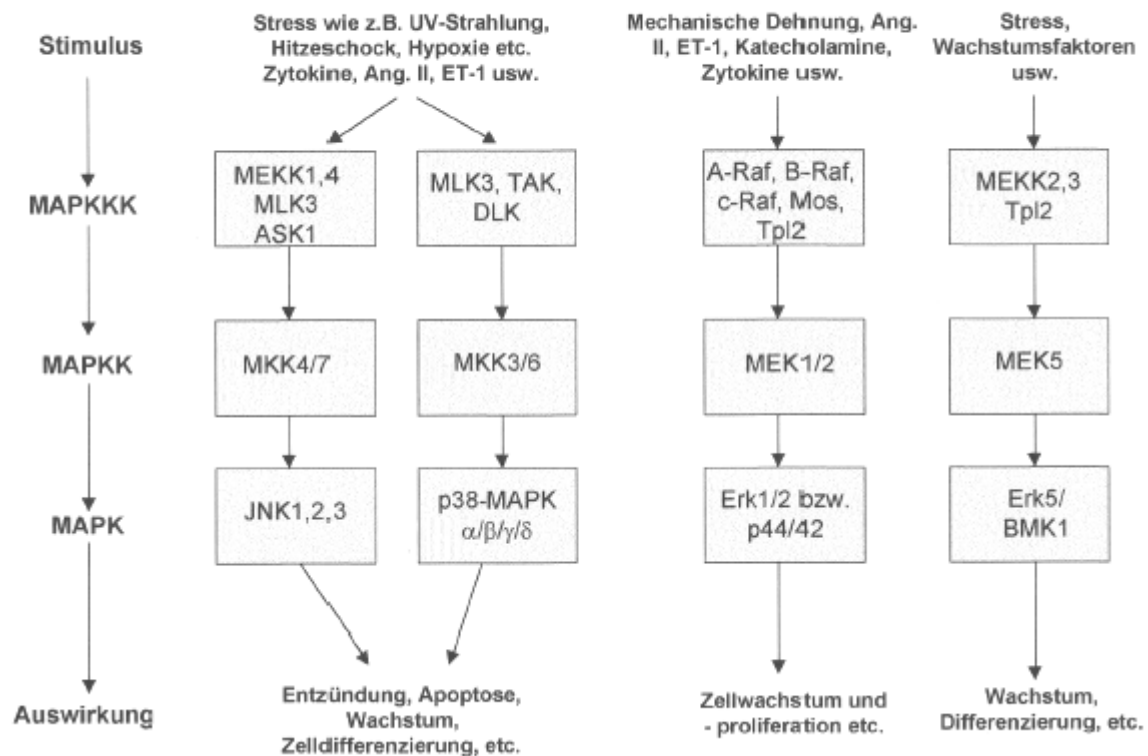 Stimulus
MAPKKK
MAPKK
MAPK
Auswirkung
Stress wie z.B. UV-Strahlung,
Hitzeschock, Hypoxie etc.
Zytokine, Ang. II, ET-1 usw.
MEKK1,4
MLK3
ASK1
MKK4/7
JNK1,2,3
MLK3, TAK,
DLK
MKK3/6
p38-MAPK
α/β/γ/δ
Entzündung, Apoptose,
Wachstum,
Zelldifferenzierung, etc.
Mechanische Dehnung, Ang.
II, ET-1, Katecholamine,
Zytokine usw.
A-Raf, B-Raf,
c-Raf, Mos,
Tpl2
MEK1/2
Erk1/2 bzw.
p44/42
Zellwachstum und
- proliferation etc.
Stress,
Wachstumsfaktoren
usw.
MEKK2,3
Tpl2
MEK5
Erk5/
BMK1
Wachstum,
Differenzierung, etc.